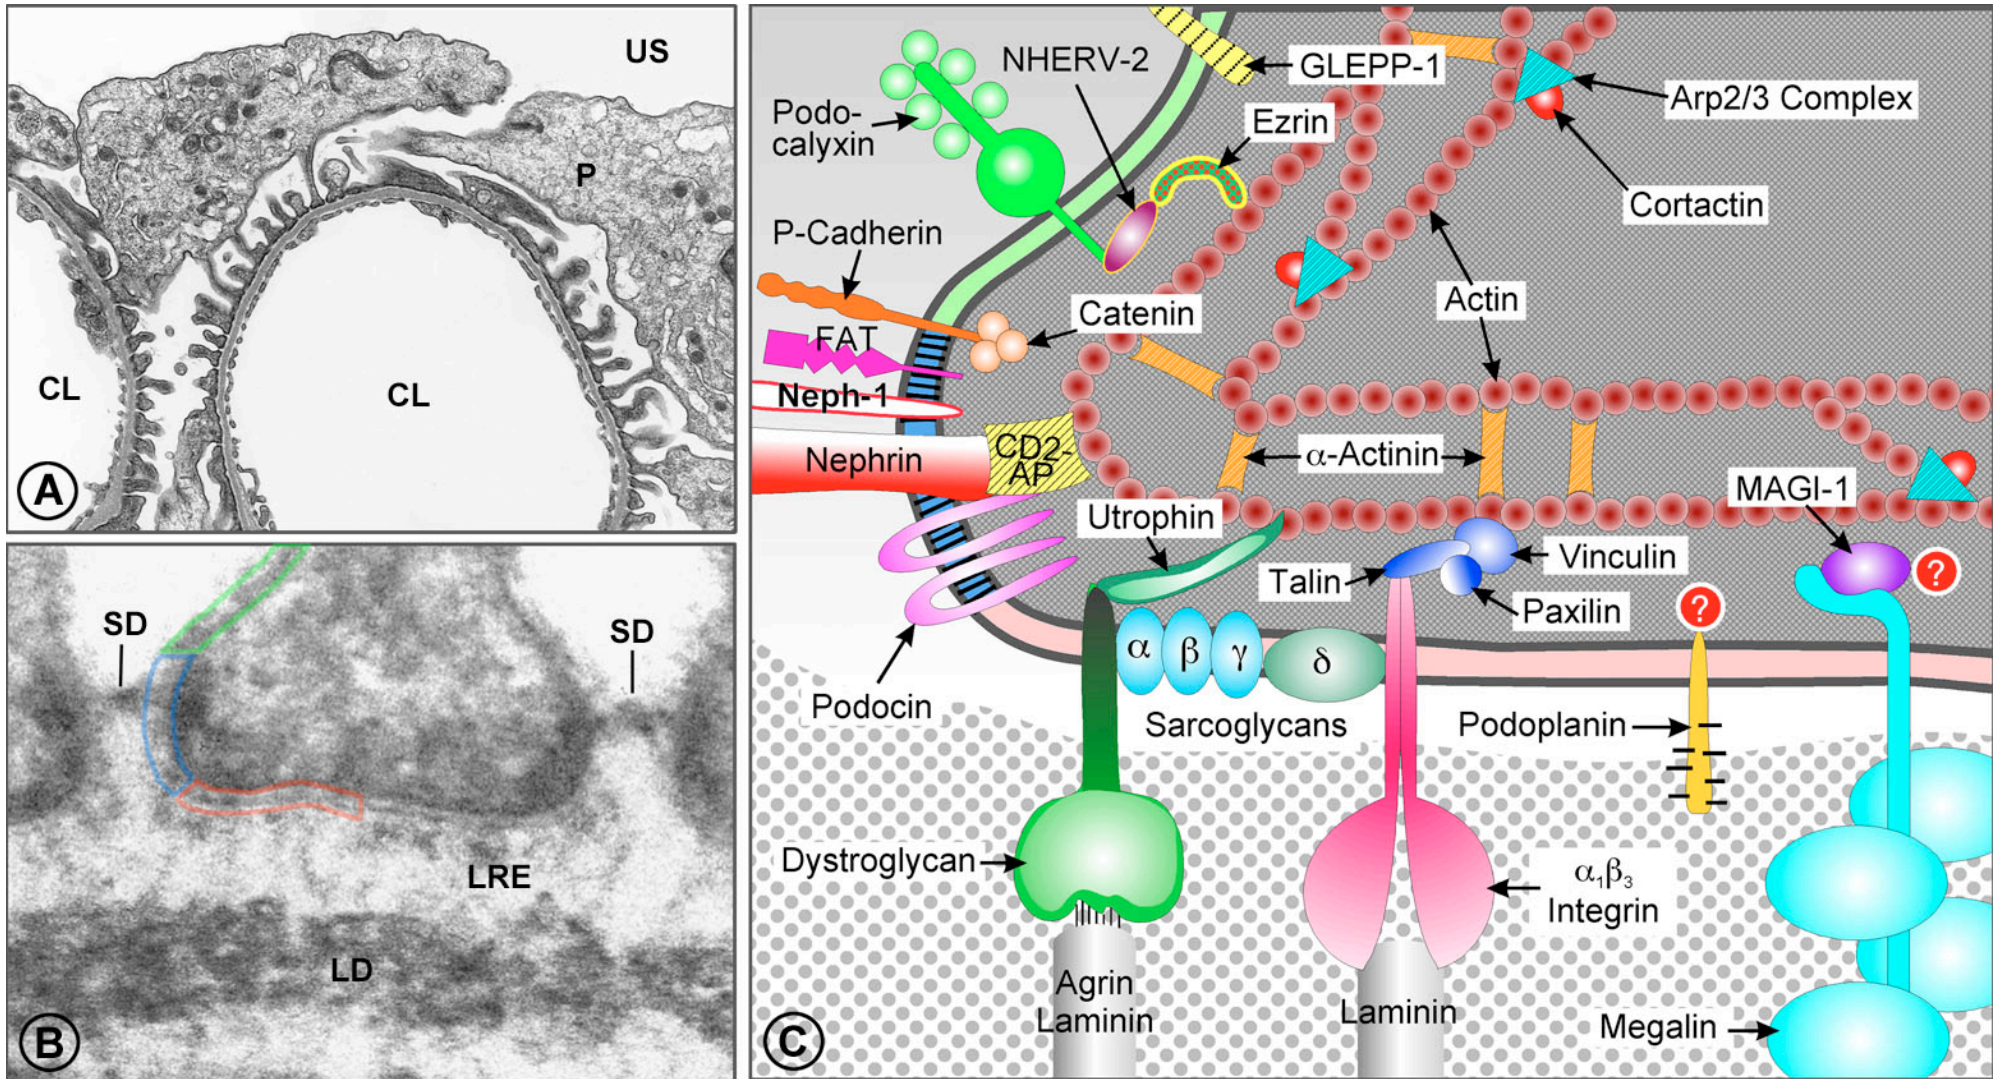 US
P
CL
CL
A
SD
SD
LRE
LD
B
NHERV-2
GLEPP-1
Arp2/3 Complex
Podo-
calyxin
Ezrin
Cortactin
P-Cadherin
Catenin
Actin
FAT
Neph-1
Nephrin
CD2-
AP
α-Actinin
MAGI-1
Utrophin
Vinculin
Talin
?
Paxilin
?
α
β
γ
δ
Podocin
Sarcoglycans
Podoplanin
Dystroglycan
α₁β₃
Integrin
Agrin
Laminin
Laminin
Megalin
C